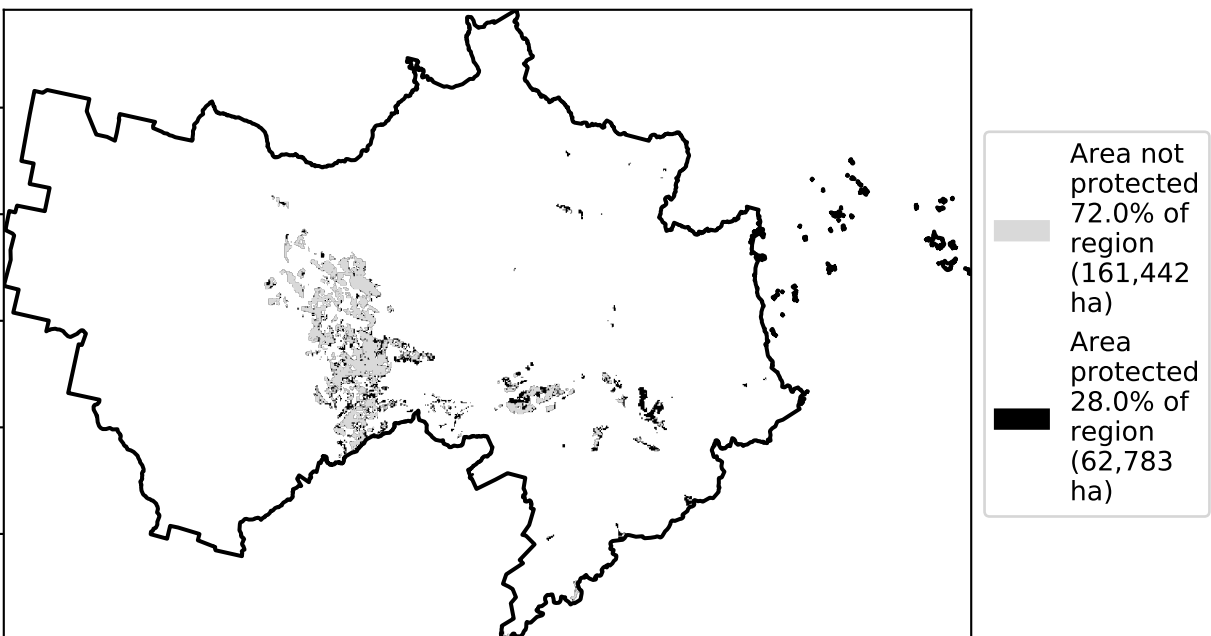 Area not
protected
72.0% of
region
(161,442
ha)
Area
protected
28.0% of
region
(62,783
ha)